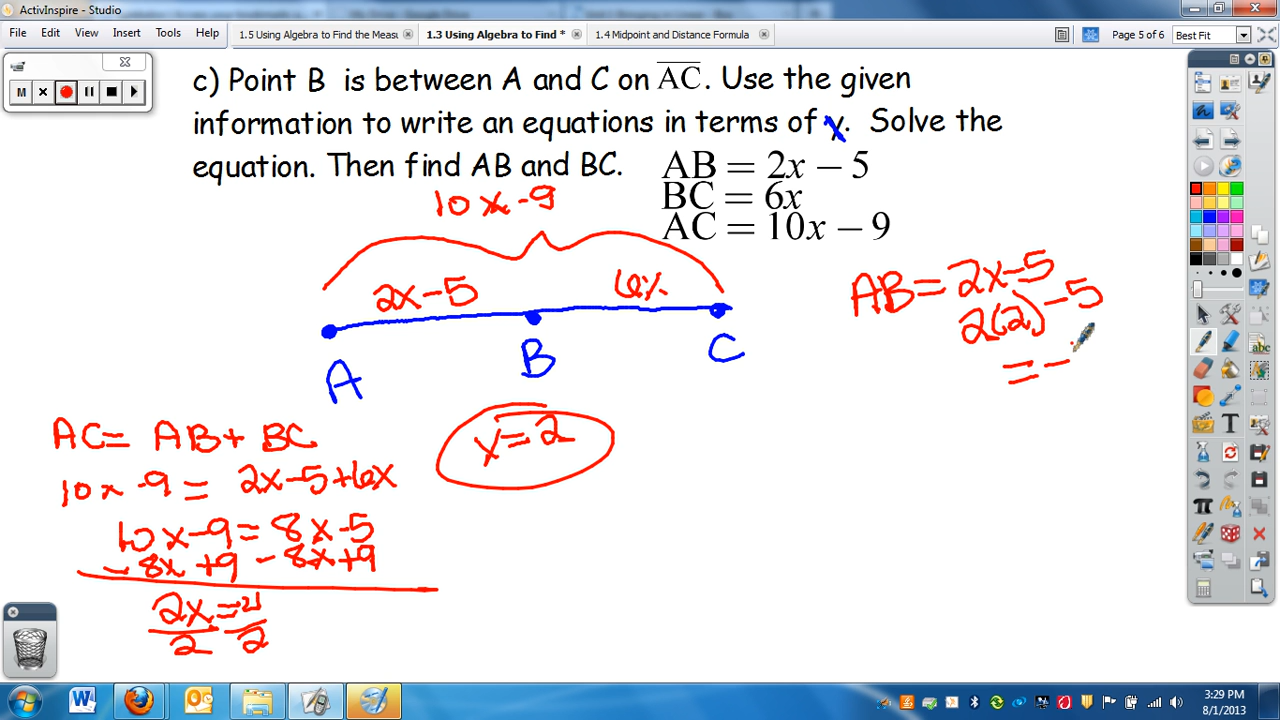 ActivInspire - Studio
File Edit View Insert Tools Help
1.5 Using Algebra to Find the Measu
1.3 Using Algebra to Find *
1.4 Midpoint and Distance Formula
Page 5 of 6
Best Fit
M
c) Point B is between A and C on AC. Use the given
information to write an equations in terms of x. Solve the
equation. Then find AB and BC.
AB = 2x − 5
BC = 6x
AC = 10x − 9
10x-9
2x-5 6x
A B C
AB = 2x-5
2(2) -5
= -
AC = AB + BC
10x -9 = 2x-5+6x
10x-9 = 8x-5
-8x +9 -8x+9
2x = 4
2 2
x = 2
abc
T
π
W
3:29 PM
8/1/2013